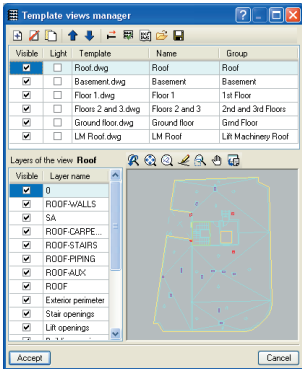 Template views manager
Visible Light Template Name Group
Roof.dwg Roof Roof
Basement.dwg Basement Basement
Floor 1.dwg Floor 1 1st Floor
Floors 2 and 3.dwg Floors 2 and 3 2nd and 3rd Floors
Ground floor.dwg Ground floor Grnd Floor
LM Roof.dwg LM Roof Lift Machinery Roof
Layers of the view Roof
Visible Layer name
0
ROOF-WALLS
SA
ROOF-CARPE...
ROOF-STAIRS
ROOF-PIPING
ROOF-AUX
ROOF
Exterior perimeter
Stair openings
Lift openings
Accept Cancel